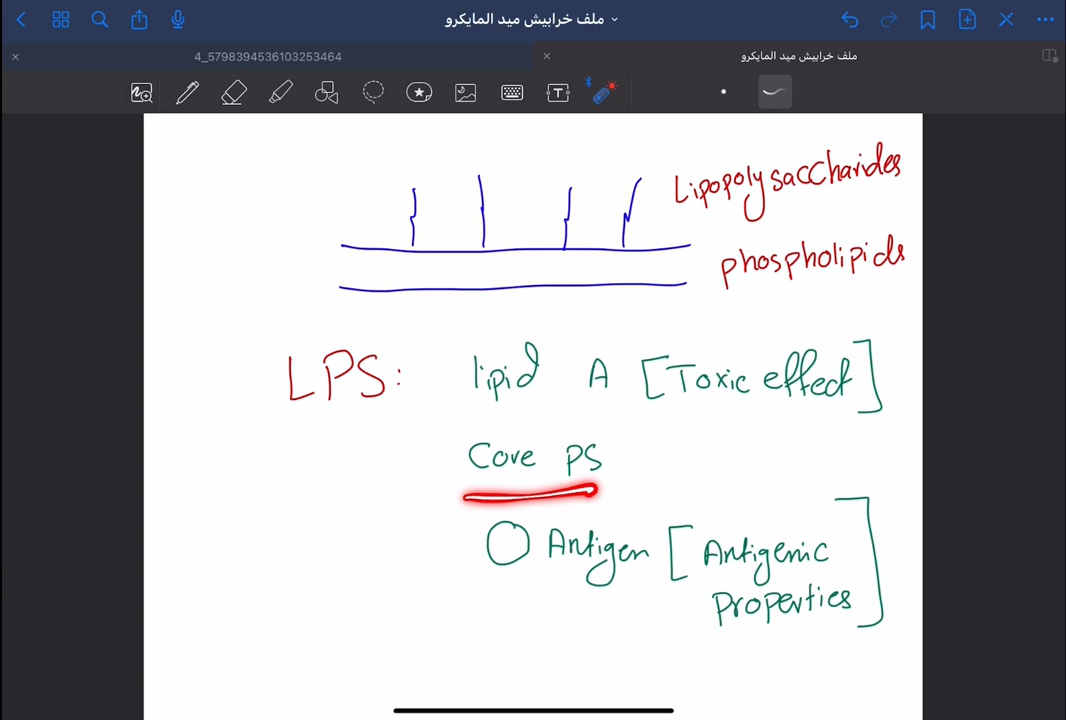 ملف خرابيش ميد المايكرو
4_5798394536103253464
ملف خرابيش ميد المايكرو
T
Lipopolysaccharides
phospholipids
LPS: lipid A [Toxic effect]
Core PS
O Antigen [Antigenic
Properties]